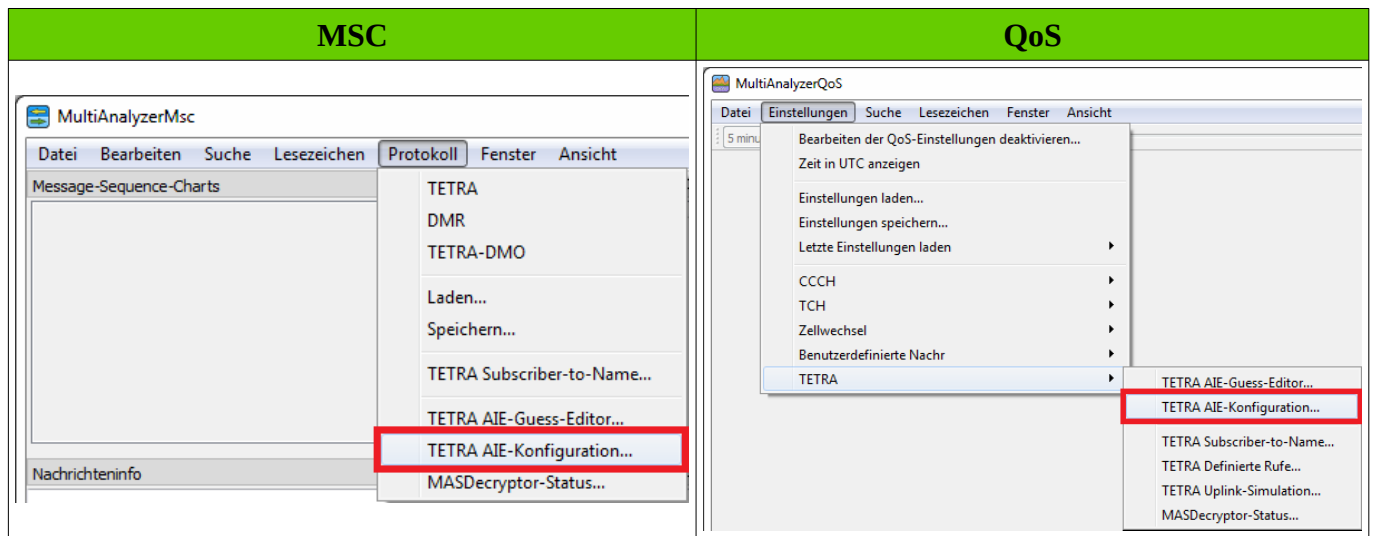 MSC
QoS
MultiAnalyzerMsc
Datei Bearbeiten Suche Lesezeichen Protokoll Fenster Ansicht
Message-Sequence-Charts
TETRA
DMR
TETRA-DMO
Laden...
Speichern...
TETRA Subscriber-to-Name...
TETRA AIE-Guess-Editor...
TETRA AIE-Konfiguration...
MASDecryptor-Status...
Nachrichteninfo
MultiAnalyzerQoS
Datei Einstellungen Suche Lesezeichen Fenster Ansicht
5 minu
Bearbeiten der QoS-Einstellungen deaktivieren...
Zeit in UTC anzeigen
Einstellungen laden...
Einstellungen speichern...
Letzte Einstellungen laden
CCCH
TCH
Zellwechsel
Benutzerdefinierte Nachr
TETRA
TETRA AIE-Guess-Editor...
TETRA AIE-Konfiguration...
TETRA Subscriber-to-Name...
TETRA Definierte Rufe...
TETRA Uplink-Simulation...
MASDecryptor-Status...